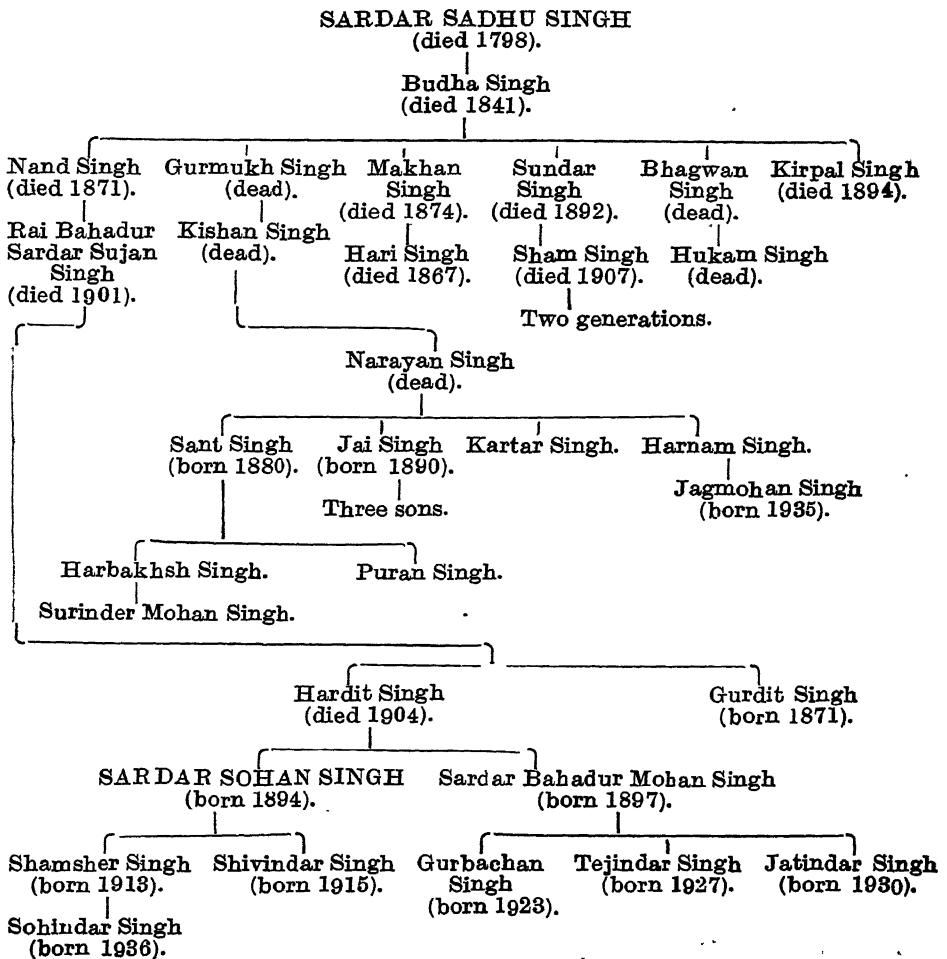 SARDAR SADHU SINGH
(died 1798).
Budha Singh
(died 1841).
Nand Singh Gurmukh Singh Makhan Sundar Bhagwan Kirpal Singh
(died 1871). (dead). Singh Singh Singh (died 1894).
(died 1874). (died 1892). (dead).
Rai Bahadur Kishan Singh
Sardar Sujan (dead). Hari Singh Sham Singh Hukam Singh
Singh (died 1867). (died 1907). (dead).
(died 1901).
Two generations.
Narayan Singh
(dead).
Sant Singh Jai Singh Kartar Singh. Harnam Singh.
(born 1880). (born 1890).
Jagmohan Singh
Three sons. (born 1935).
Harbakhsh Singh. Puran Singh.
Surinder Mohan Singh.
Hardit Singh Gurdit Singh
(died 1904). (born 1871).
SARDAR SOHAN SINGH Sardar Bahadur Mohan Singh
(born 1894). (born 1897).
Shamsher Singh Shivindar Singh Gurbachan Tejindar Singh Jatindar Singh
(born 1913) (born 1915). Singh (born 1927). (born 1930).
(born 1923).
Sohindar Singh
(born 1936).